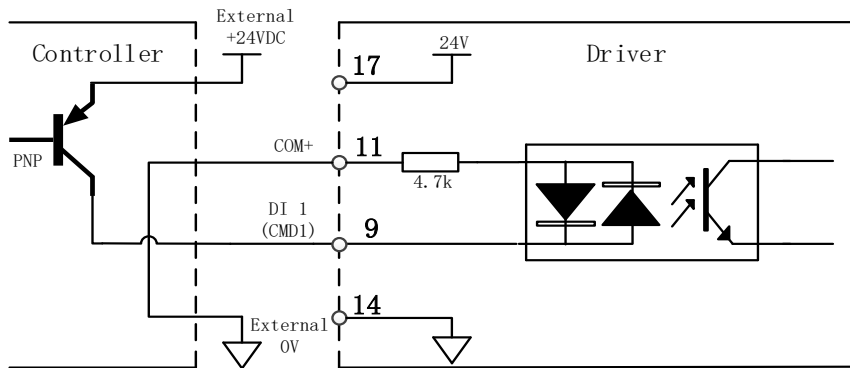 External
+24VDC
Controller
17
24V
Driver
PNP
COM+
11
4.7k
DI 1
(CMD1)
9
14
External
0V